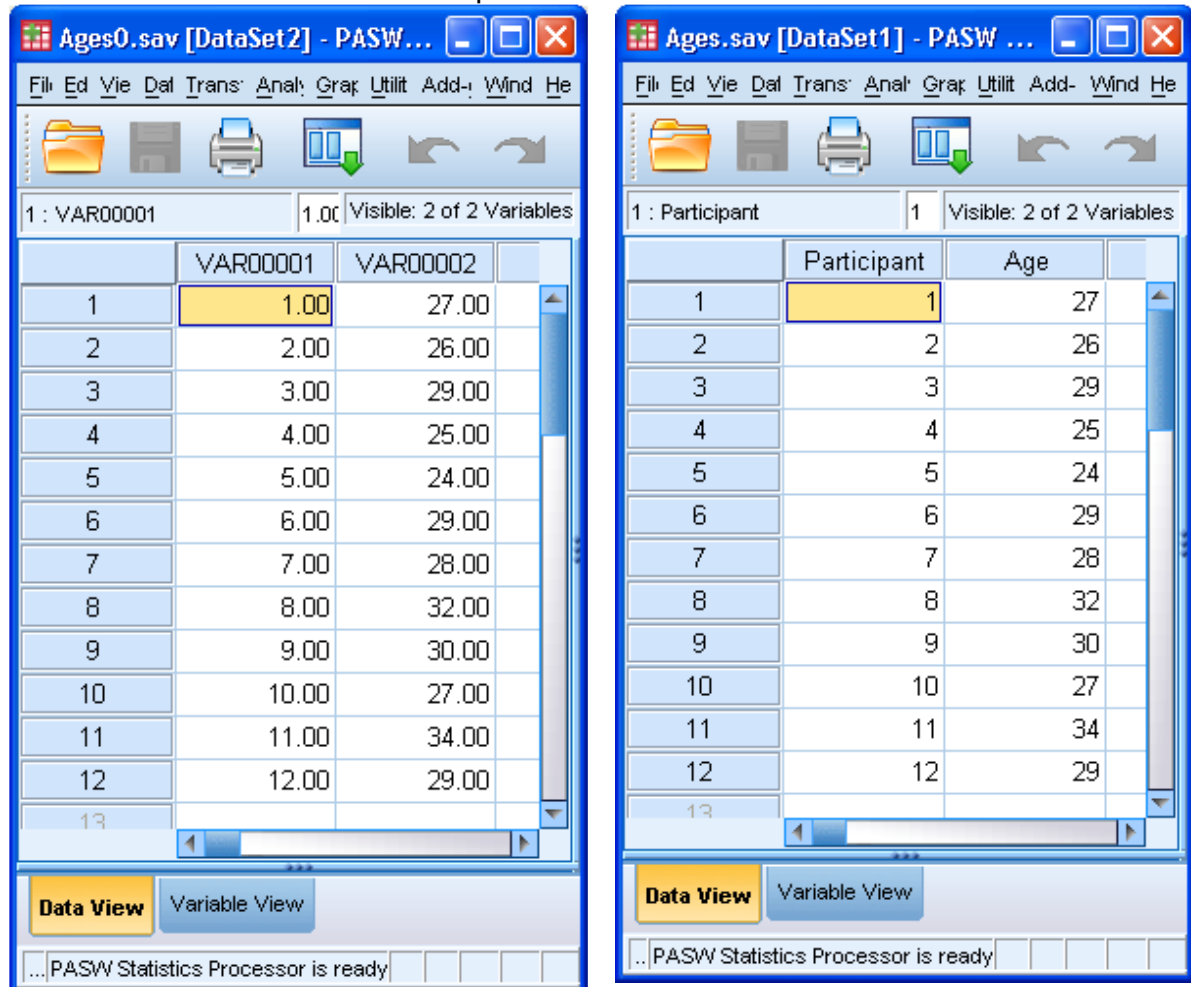 Ages0.sav [DataSet2] - PASW...
Fil Ed Vie Dat Trans Anal Grap Utilit Add- Wind He
1 : VAR00001 1.00 Visible: 2 of 2 Variables
VAR00001 VAR00002
1 1.00 27.00
2 2.00 26.00
3 3.00 29.00
4 4.00 25.00
5 5.00 24.00
6 6.00 29.00
7 7.00 28.00
8 8.00 32.00
9 9.00 30.00
10 10.00 27.00
11 11.00 34.00
12 12.00 29.00
13
Data View Variable View
... PASW Statistics Processor is ready
Ages.sav [DataSet1] - PASW ...
Fil Ed Vie Dat Trans Anal Grap Utilit Add- Wind He
1 : Participant 1 Visible: 2 of 2 Variables
Participant Age
1 1 27
2 2 26
3 3 29
4 4 25
5 5 24
6 6 29
7 7 28
8 8 32
9 9 30
10 10 27
11 11 34
12 12 29
13
Data View Variable View
.. PASW Statistics Processor is ready